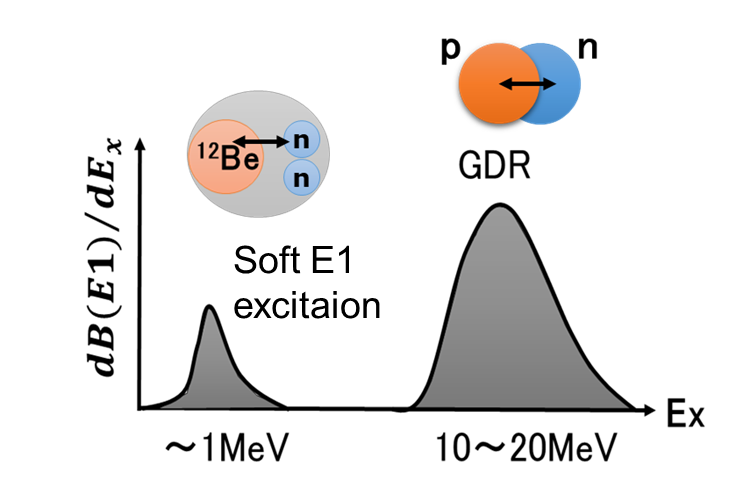 p n
GDR
¹²Be n
n
Soft E1
excitaion
dB(E1)/dEₓ
Ex
～1MeV
10～20MeV